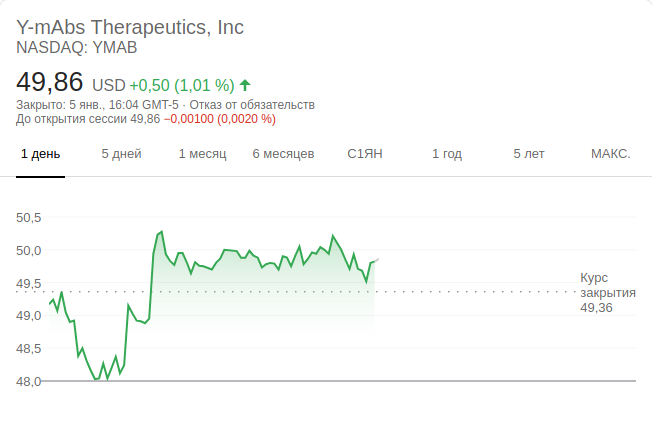 Y-mAbs Therapeutics, Inc
NASDAQ: YMAB
49,86 USD +0,50 (1,01 %)
Закрыто: 5 янв., 16:04 GMT-5 · Отказ от обязательств
До открытия сессии 49,86 −0,00100 (0,0020 %)
1 день 5 дней 1 месяц 6 месяцев С1ЯН 1 год 5 лет МАКС.
50,5
50,0
49,5
49,0
48,5
48,0
Курс
закрытия
49,36